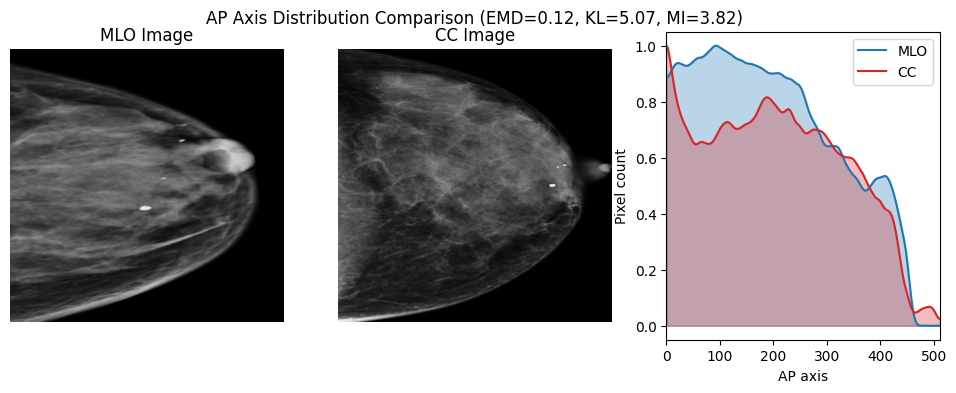 AP Axis Distribution Comparison (EMD=0.12, KL=5.07, MI=3.82)
MLO Image
CC Image
MLO
CC
Pixel count
1.0
0.8
0.6
0.4
0.2
0.0
0 100 200 300 400 500
AP axis